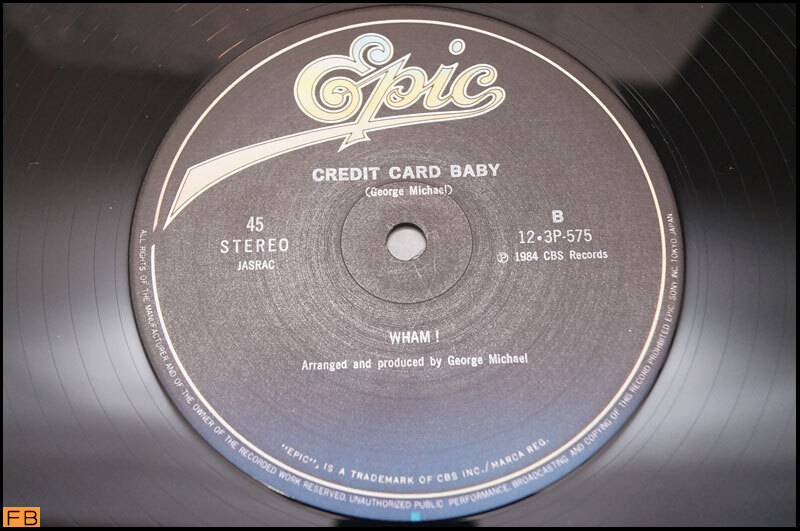 Epic
CREDIT CARD BABY
(George Michael)
45
STEREO
JASRAC
B
12・3P-575
Ⓟ 1984 CBS Records
WHAM!
Arranged and produced by George Michael
"EPIC", IS A TRADEMARK OF CBS INC./MARCA REG.
ALL RIGHTS OF THE MANUFACTURER AND OF THE OWNER OF THE RECORDED WORK RESERVED. UNAUTHORIZED PUBLIC PERFORMANCE, BROADCASTING AND COPYING OF THIS RECORD PROHIBITED EPIC/SONY INC. TOKYO JAPAN
FB